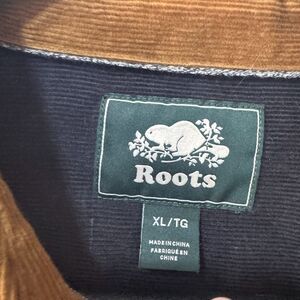 Roots
XL/TG
MADE IN CHINA
FABRIQUÉ EN
CHINE